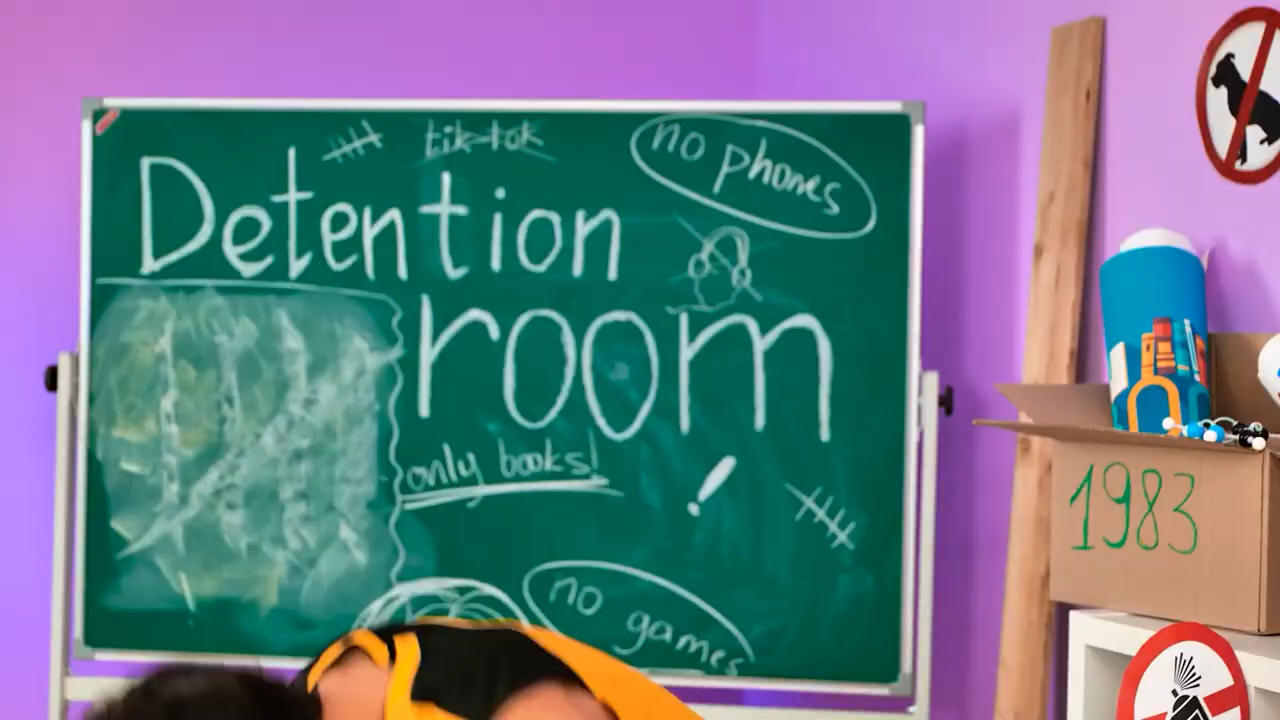 tik-tok
no phones
Detention
room
only books!
!
no games
1983